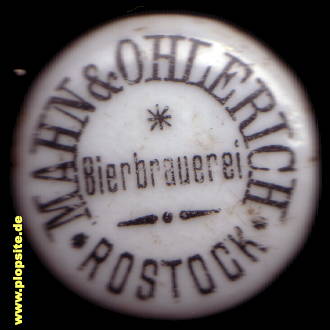 MAHN & OHLERICH
*
Bierbrauerei
* ROSTOCK *
www.plopsite.de